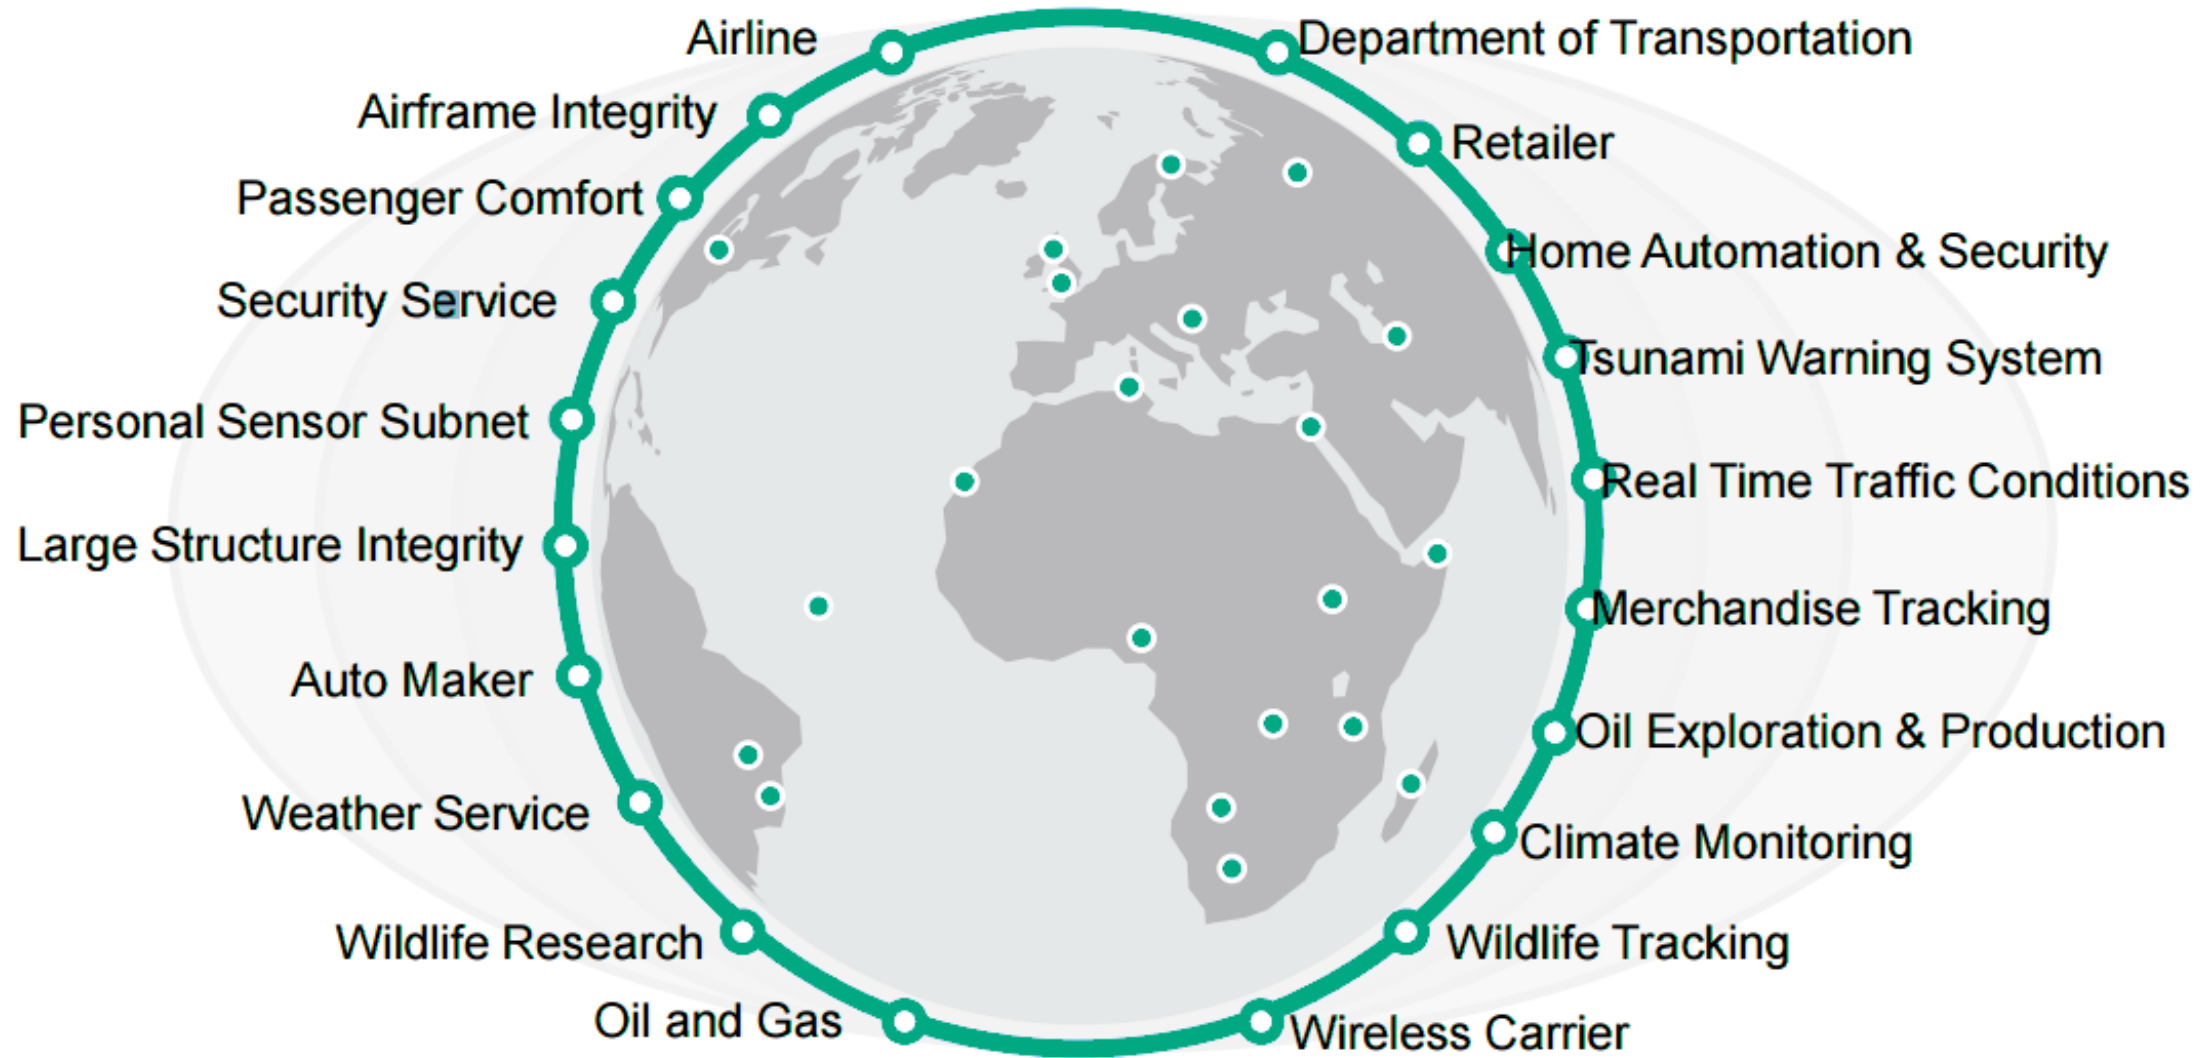 Airline
Department of Transportation
Airframe Integrity
Retailer
Passenger Comfort
Home Automation & Security
Security Service
Tsunami Warning System
Personal Sensor Subnet
Real Time Traffic Conditions
Large Structure Integrity
Merchandise Tracking
Auto Maker
Oil Exploration & Production
Weather Service
Climate Monitoring
Wildlife Research
Wildlife Tracking
Oil and Gas
Wireless Carrier